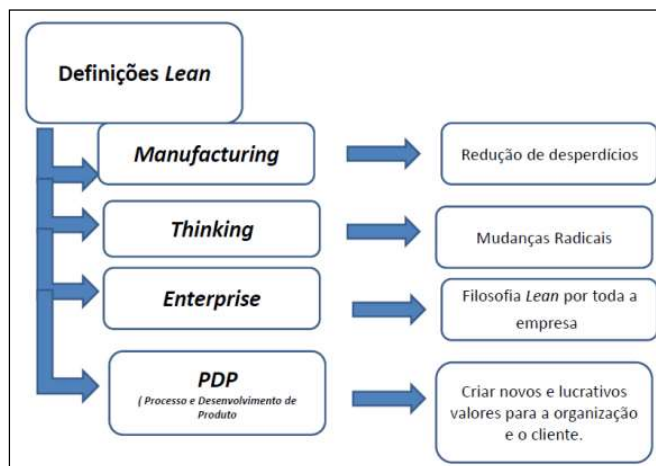 Definições Lean
Manufacturing
Redução de desperdícios
Thinking
Mudanças Radicais
Enterprise
Filosofia Lean por toda a
empresa
PDP
( Processo e Desenvolvimento de
Produto
Criar novos e lucrativos
valores para a organização
e o cliente.